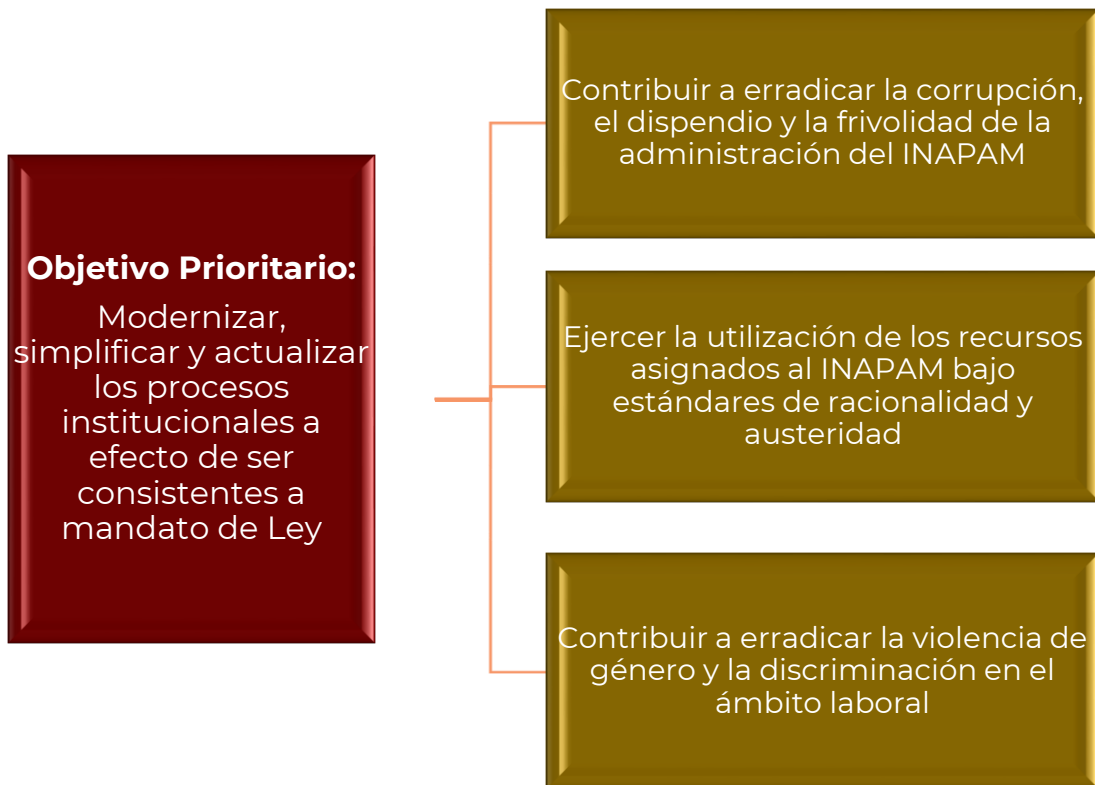 Objetivo Prioritario:
Modernizar,
simplificar y actualizar
los procesos
institucionales a
efecto de ser
consistentes a
mandato de Ley
Contribuir a erradicar la corrupción,
el dispendio y la frivolidad de la
administración del INAPAM
Ejercer la utilización de los recursos
asignados al INAPAM bajo
estándares de racionalidad y
austeridad
Contribuir a erradicar la violencia de
género y la discriminación en el
ámbito laboral